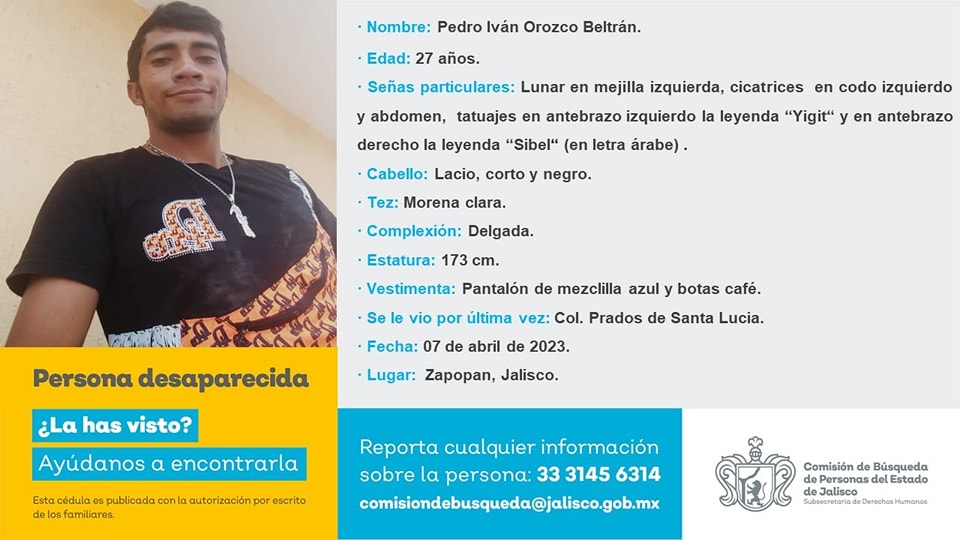 · Nombre: Pedro Iván Orozco Beltrán.
· Edad: 27 años.
· Señas particulares: Lunar en mejilla izquierda, cicatrices en codo izquierdo
y abdomen, tatuajes en antebrazo izquierdo la leyenda “Yigit“ y en antebrazo
derecho la leyenda “Sibel“ (en letra árabe) .
· Cabello: Lacio, corto y negro.
· Tez: Morena clara.
· Complexión: Delgada.
· Estatura: 173 cm.
· Vestimenta: Pantalón de mezclilla azul y botas café.
· Se le vio por última vez: Col. Prados de Santa Lucia.
· Fecha: 07 de abril de 2023.
· Lugar: Zapopan, Jalisco.
Persona desaparecida
¿La has visto?
Ayúdanos a encontrarla
Esta cédula es publicada con la autorización por escrito
de los familiares.
Reporta cualquier información
sobre la persona: 33 3145 6314
comisiondebusqueda@jalisco.gob.mx
Comisión de Búsqueda
de Personas del Estado
de Jalisco
Subsecretaría de Derechos Humanos